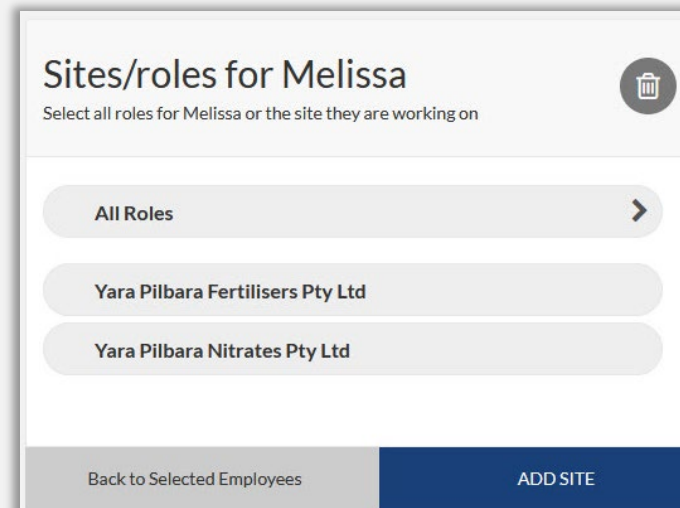 Sites/roles for Melissa
Select all roles for Melissa or the site they are working on
All Roles
Yara Pilbara Fertilisers Pty Ltd
Yara Pilbara Nitrates Pty Ltd
Back to Selected Employees
ADD SITE